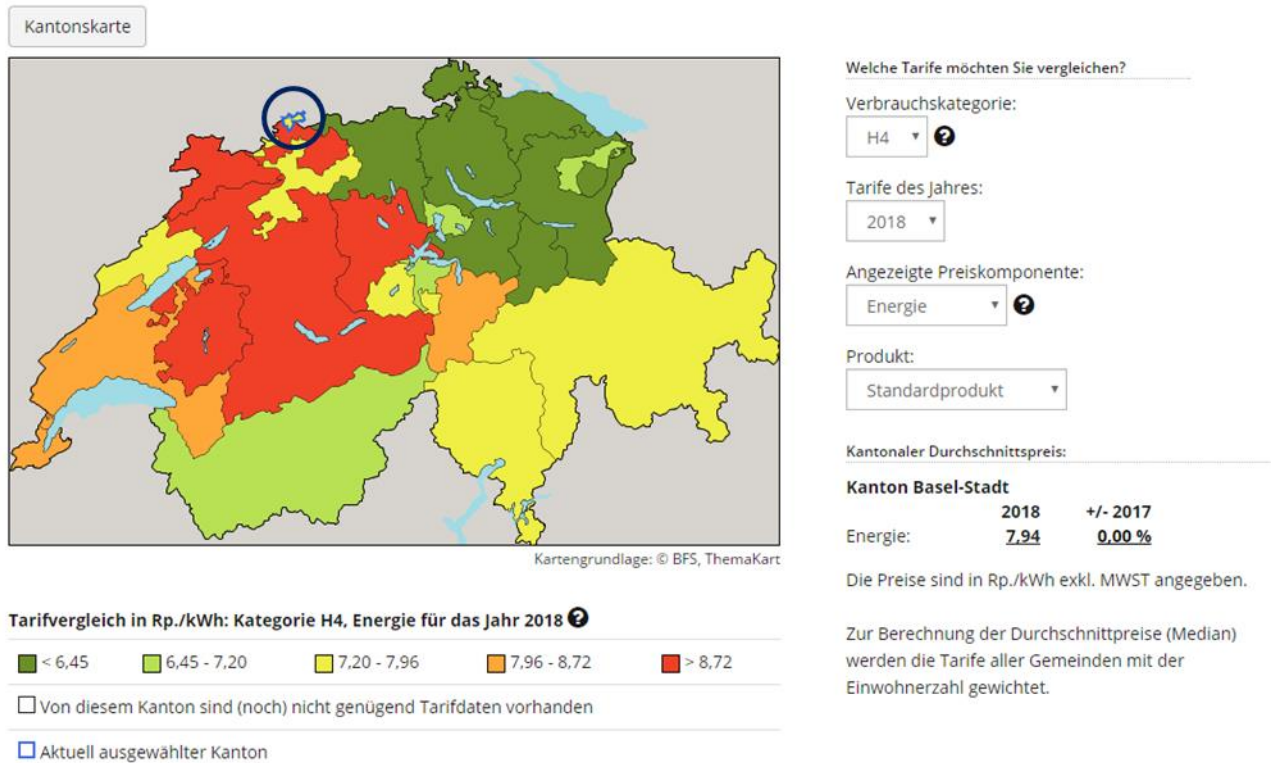 Kantonskarte
Kartengrundlage: © BFS, ThemaKart
Tarifvergleich in Rp./kWh: Kategorie H4, Energie für das Jahr 2018 ?
< 6,45 6,45 - 7,20 7,20 - 7,96 7,96 - 8,72 > 8,72
Von diesem Kanton sind (noch) nicht genügend Tarifdaten vorhanden
Aktuell ausgewählter Kanton
Welche Tarife möchten Sie vergleichen?
Verbrauchskategorie:
H4 ?
Tarife des Jahres:
2018
Angezeigte Preiskomponente:
Energie ?
Produkt:
Standardprodukt
Kantonaler Durchschnittspreis:
Kanton Basel-Stadt
2018 +/- 2017
Energie: 7,94 0,00 %
Die Preise sind in Rp./kWh exkl. MWST angegeben.
Zur Berechnung der Durchschnittpreise (Median)
werden die Tarife aller Gemeinden mit der
Einwohnerzahl gewichtet.